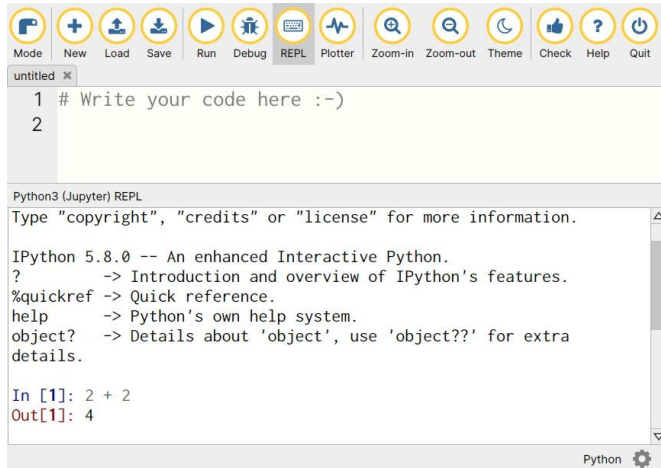 Mode New Load Save Run Debug REPL Plotter Zoom-in Zoom-out Theme Check Help Quit
untitled
1 # Write your code here :-)
2
Python3 (Jupyter) REPL
Type "copyright", "credits" or "license" for more information.
IPython 5.8.0 -- An enhanced Interactive Python.
?         -> Introduction and overview of IPython's features.
%quickref -> Quick reference.
help      -> Python's own help system.
object?   -> Details about 'object', use 'object??' for extra
details.
In [1]: 2 + 2
Out[1]: 4
Python